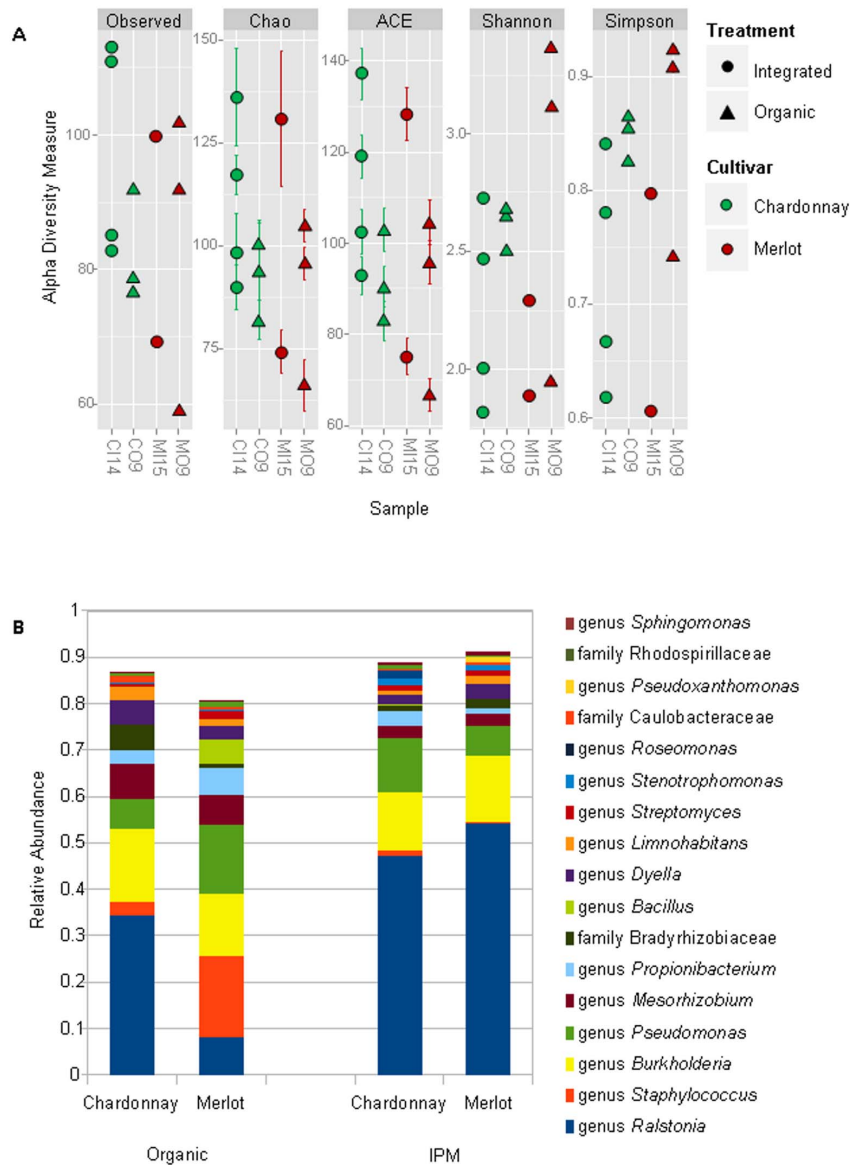 A
Observed
Chao
ACE
Shannon
Simpson
Alpha Diversity Measure
100
80
60
150
125
100
75
140
120
100
80
60
3.0
2.5
2.0
0.9
0.8
0.7
0.6
CI14
CO9
MI15
MO9
CI14
CO9
MI15
MO9
CI14
CO9
MI15
MO9
CI14
CO9
MI15
MO9
CI14
CO9
MI15
MO9
Sample
Treatment
Integrated
Organic
Cultivar
Chardonnay
Merlot
B
Relative Abundance
1
0.9
0.8
0.7
0.6
0.5
0.4
0.3
0.2
0.1
0
Chardonnay
Merlot
Chardonnay
Merlot
Organic
IPM
genus Sphingomonas
family Rhodospirillaceae
genus Pseudoxanthomonas
family Caulobacteraceae
genus Roseomonas
genus Stenotrophomonas
genus Streptomyces
genus Limnohabitans
genus Dyella
genus Bacillus
family Bradyrhizobiaceae
genus Propionibacterium
genus Mesorhizobium
genus Pseudomonas
genus Burkholderia
genus Staphylococcus
genus Ralstonia